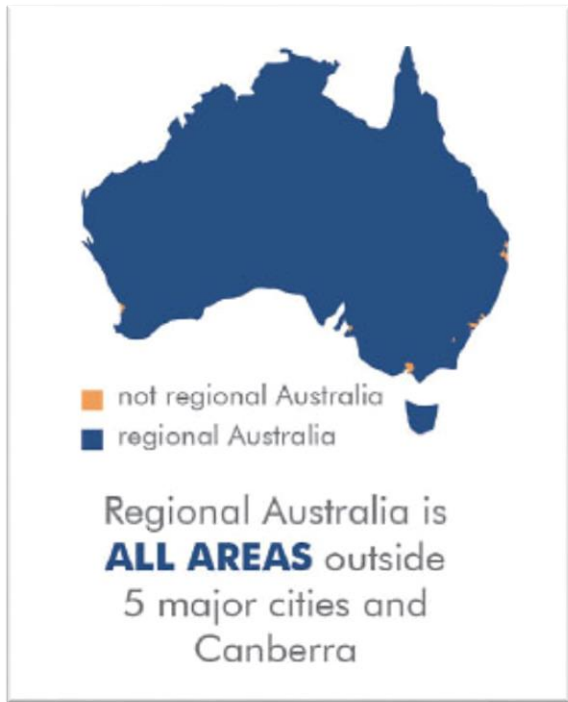 not regional Australia
regional Australia
Regional Australia is
ALL AREAS outside
5 major cities and
Canberra